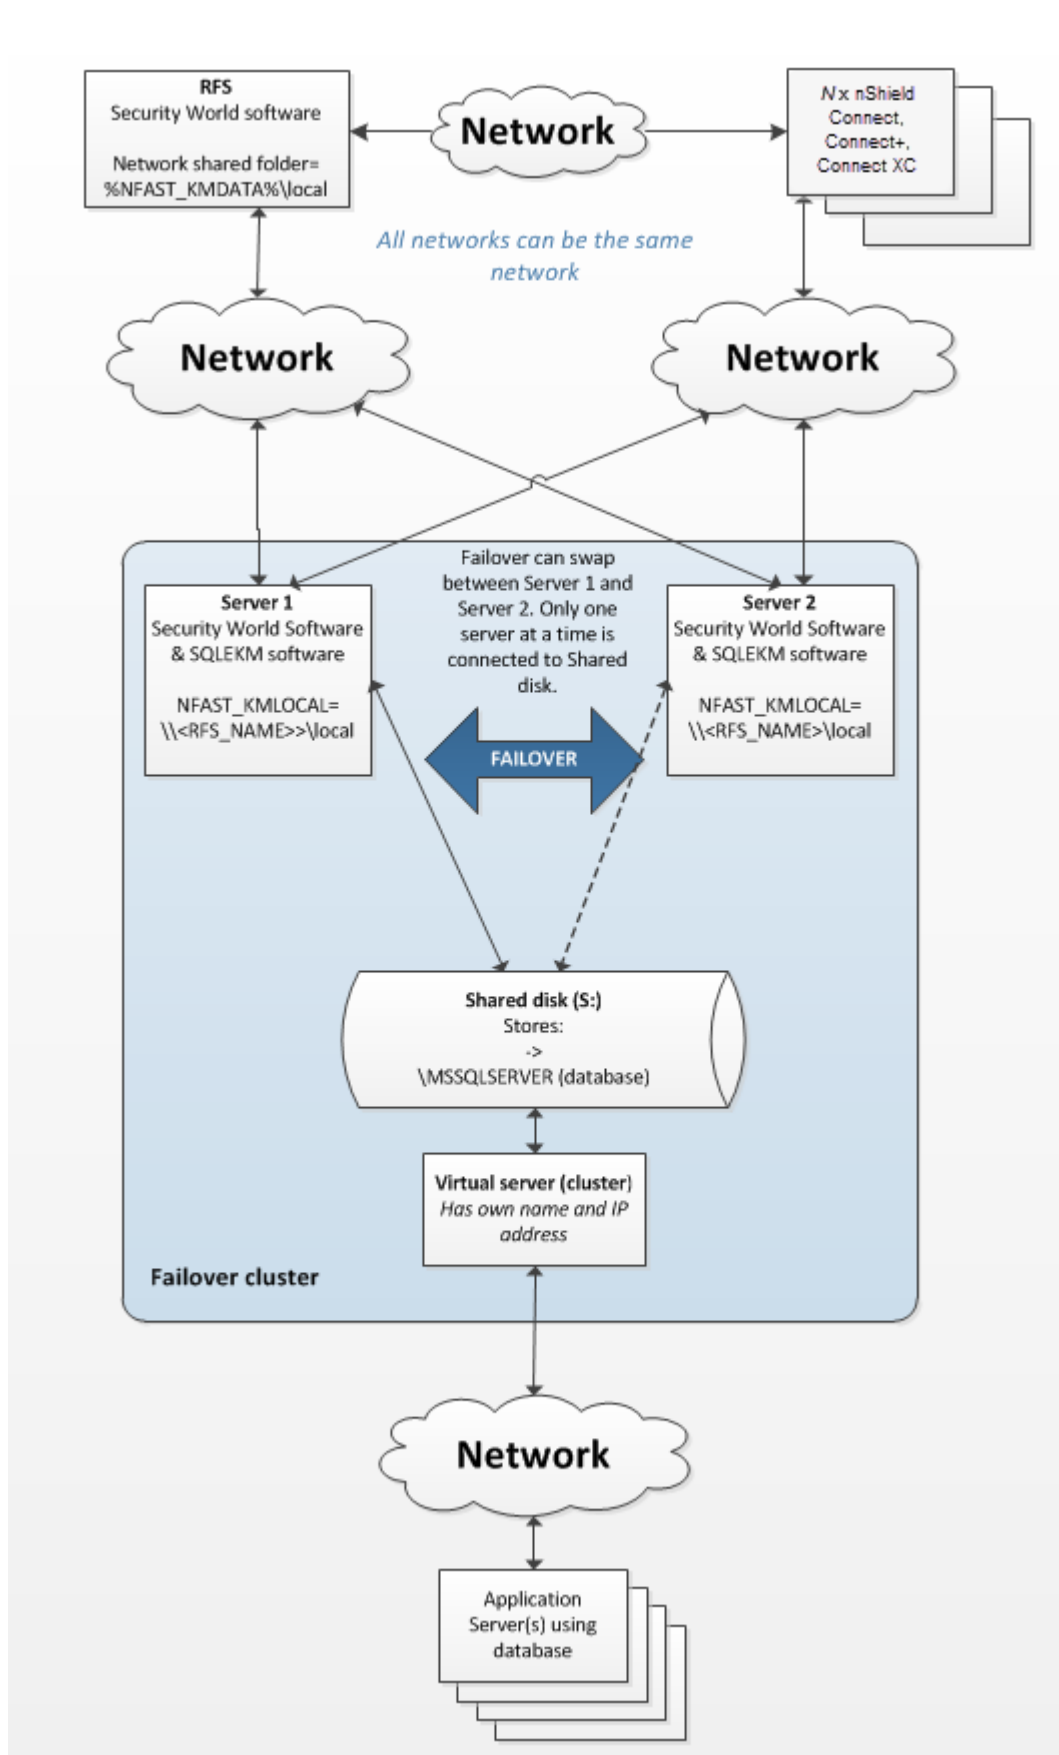 RFS
Security World software
Network shared folder=
%NFAST_KMDATA%\local
Network
N x nShield
Connect,
Connect+,
Connect XC
All networks can be the same
network
Network
Network
Failover can swap
between Server 1 and
Server 2. Only one
server at a time is
connected to Shared
disk.
Server 1
Security World Software
& SQLEKM software
NFAST_KMLOCAL=
\\<RFS_NAME>>\local
Server 2
Security World Software
& SQLEKM software
NFAST_KMLOCAL=
\\<RFS_NAME>\local
FAILOVER
Shared disk (S:)
Stores:
->
\MSSQLSERVER (database)
Virtual server (cluster)
Has own name and IP
address
Failover cluster
Network
Application
Server(s) using
database